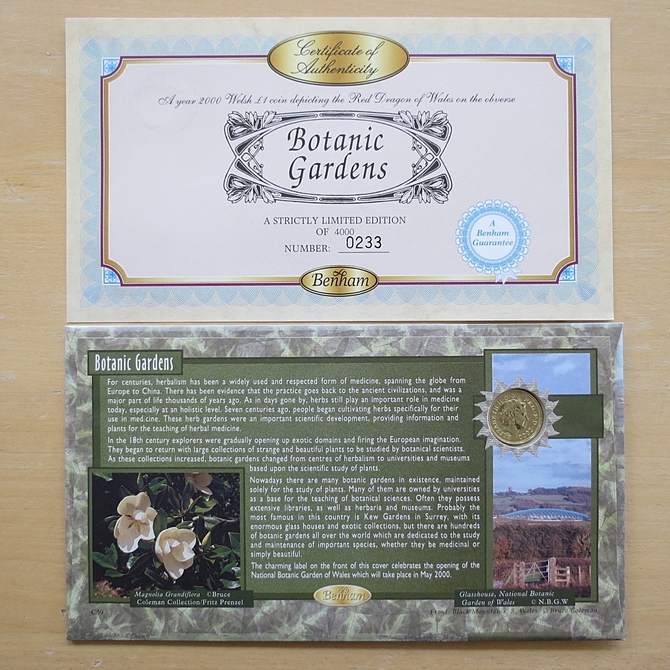 Certificate of
Authenticity
A year 2000 Welsh £1 coin depicting the Red Dragon of Wales on the obverse
Botanic
Gardens
A STRICTLY LIMITED EDITION
OF 4000
NUMBER: 0233
A
Benham
Guarantee
Benham
Botanic Gardens
For centuries, herbalism has been a widely used and respected form of medicine, spanning the globe from
Europe to China. There has been evidence that the practice goes back to the ancient civilizations, and was a
major part of life thousands of years ago. As in days gone by, herbs still play an important role in medicine
today, especially at an holistic level. Seven centuries ago, people began cultivating herbs specifically for their
use in medicine. These herb gardens were an important scientific development, providing information and
plants for the teaching of herbal medicine.
In the 18th century explorers were gradually opening up exotic domains and firing the European imagination.
They began to return with large collections of strange and beautiful plants to be studied by botanical scientists.
As these collections increased, botanic gardens changed from centres of herbalism to universities and museums
based upon the scientific study of plants.
Nowadays there are many botanic gardens in existence, maintained
solely for the study of plants. Many of them are owned by universities
as a base for the teaching of botanical sciences. Often they possess
extensive libraries, as well as herbaria and museums. Probably the
most famous in this country is Kew Gardens in Surrey, with its
enormous glass houses and exotic collections, but there are hundreds
of botanic gardens all over the world which are dedicated to the study
and maintenance of important species, whether they be medicinal or
simply beautiful.
The charming label on the front of this cover celebrates the opening of the
National Botanic Garden of Wales which will take place in May 2000.
Magnolia Grandiflora ©Bruce
Coleman Collection/Fritz Prenzel
Benham
Glasshouse, National Botanic
Garden of Wales © N.B.G.W
Front: Black Mountains, S. Wales © Bruce Coleman